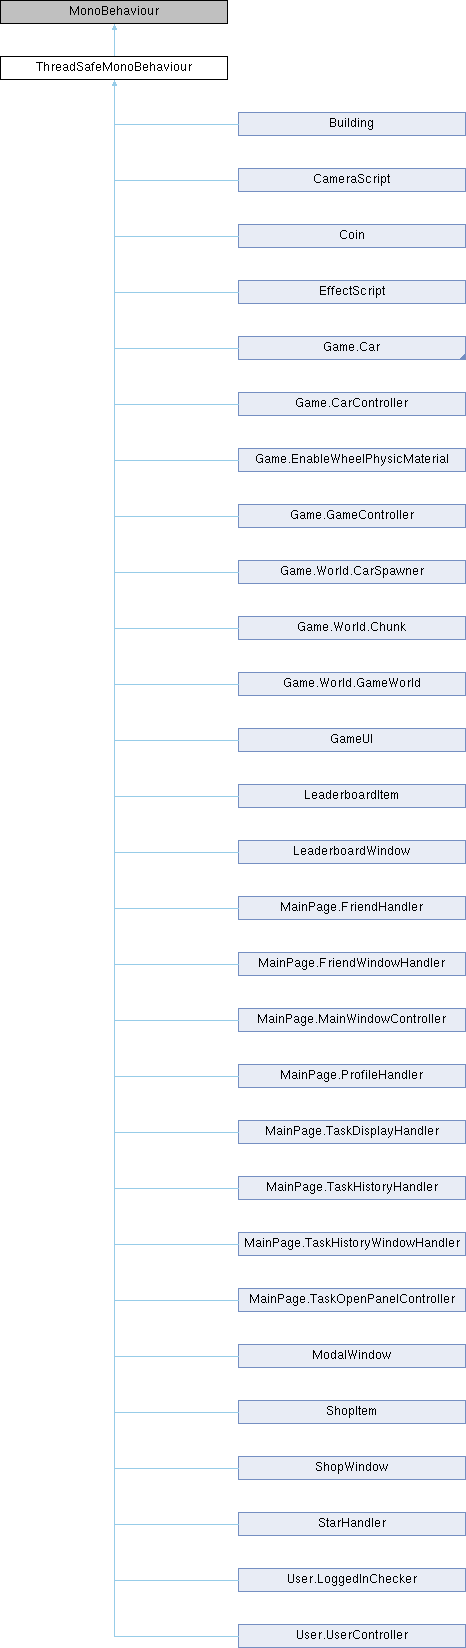 MonoBehaviour
ThreadSafeMonoBehaviour
Building
CameraScript
Coin
EffectScript
Game.Car
Game.CarController
Game.EnableWheelPhysicMaterial
Game.GameController
Game.World.CarSpawner
Game.World.Chunk
Game.World.GameWorld
GameUI
LeaderboardItem
LeaderboardWindow
MainPage.FriendHandler
MainPage.FriendWindowHandler
MainPage.MainWindowController
MainPage.ProfileHandler
MainPage.TaskDisplayHandler
MainPage.TaskHistoryHandler
MainPage.TaskHistoryWindowHandler
MainPage.TaskOpenPanelController
ModalWindow
ShopItem
ShopWindow
StarHandler
User.LoggedInChecker
User.UserController